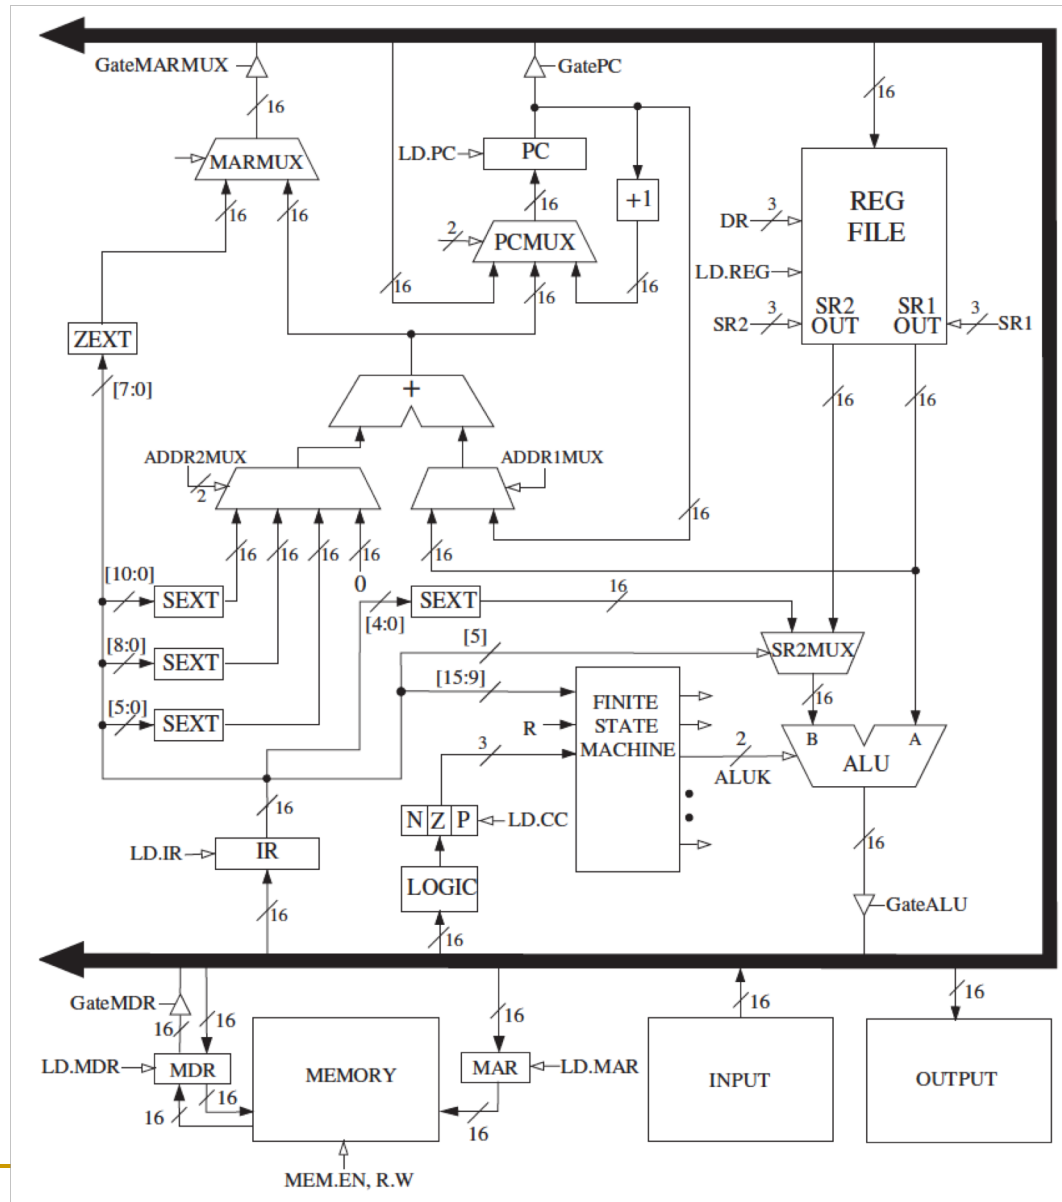 GateMARMUX
GatePC
16
16
MARMUX
LD.PC
PC
16
REG
FILE
+1
DR
3
16
16
16
2
PCMUX
LD.REG
16
16
16
SR2
3
SR2
OUT
SR1
OUT
3
SR1
ZEXT
[7:0]
+
16
16
ADDR2MUX
2
ADDR1MUX
16
16
16
16
16
16
[10:0]
SEXT
0
[4:0]
SEXT
16
[8:0]
SEXT
[5]
SR2MUX
[15:9]
16
[5:0]
SEXT
R
FINITE
STATE
MACHINE
3
2
ALUK
B
A
ALU
16
N Z P
LD.CC
LD.IR
IR
16
LOGIC
16
GateALU
16
GateMDR
16
16
16
16
16
LD.MDR
MDR
MEMORY
MAR
LD.MAR
INPUT
OUTPUT
16
16
16
MEM.EN, R.W